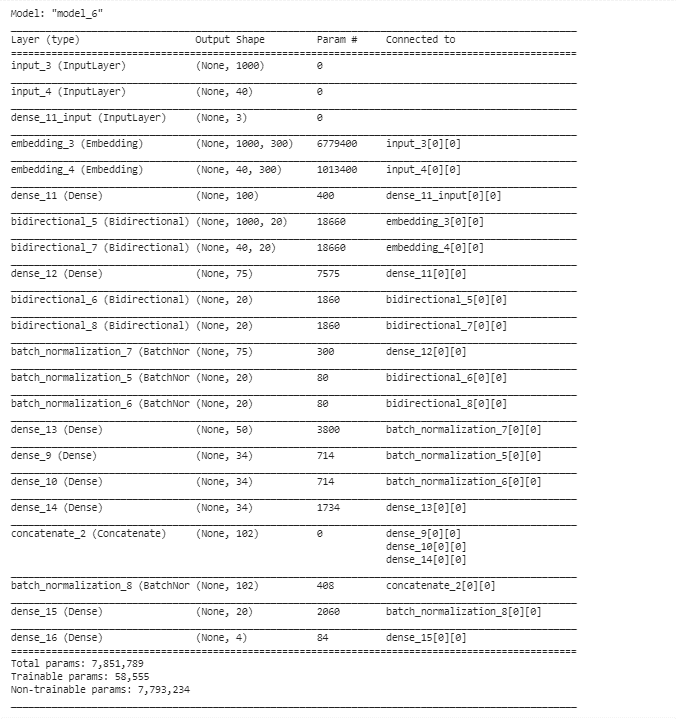 Model: "model_6"
Layer (type) Output Shape Param # Connected to
input_3 (InputLayer) (None, 1000) 0
input_4 (InputLayer) (None, 40) 0
dense_11_input (InputLayer) (None, 3) 0
embedding_3 (Embedding) (None, 1000, 300) 6779400 input_3[0][0]
embedding_4 (Embedding) (None, 40, 300) 1013400 input_4[0][0]
dense_11 (Dense) (None, 100) 400 dense_11_input[0][0]
bidirectional_5 (Bidirectional) (None, 1000, 20) 18660 embedding_3[0][0]
bidirectional_7 (Bidirectional) (None, 40, 20) 18660 embedding_4[0][0]
dense_12 (Dense) (None, 75) 7575 dense_11[0][0]
bidirectional_6 (Bidirectional) (None, 20) 1860 bidirectional_5[0][0]
bidirectional_8 (Bidirectional) (None, 20) 1860 bidirectional_7[0][0]
batch_normalization_7 (BatchNor (None, 75) 300 dense_12[0][0]
batch_normalization_5 (BatchNor (None, 20) 80 bidirectional_6[0][0]
batch_normalization_6 (BatchNor (None, 20) 80 bidirectional_8[0][0]
dense_13 (Dense) (None, 50) 3800 batch_normalization_7[0][0]
dense_9 (Dense) (None, 34) 714 batch_normalization_5[0][0]
dense_10 (Dense) (None, 34) 714 batch_normalization_6[0][0]
dense_14 (Dense) (None, 34) 1734 dense_13[0][0]
concatenate_2 (Concatenate) (None, 102) 0 dense_9[0][0]
dense_10[0][0]
dense_14[0][0]
batch_normalization_8 (BatchNor (None, 102) 408 concatenate_2[0][0]
dense_15 (Dense) (None, 20) 2060 batch_normalization_8[0][0]
dense_16 (Dense) (None, 4) 84 dense_15[0][0]
Total params: 7,851,789
Trainable params: 58,555
Non-trainable params: 7,793,234